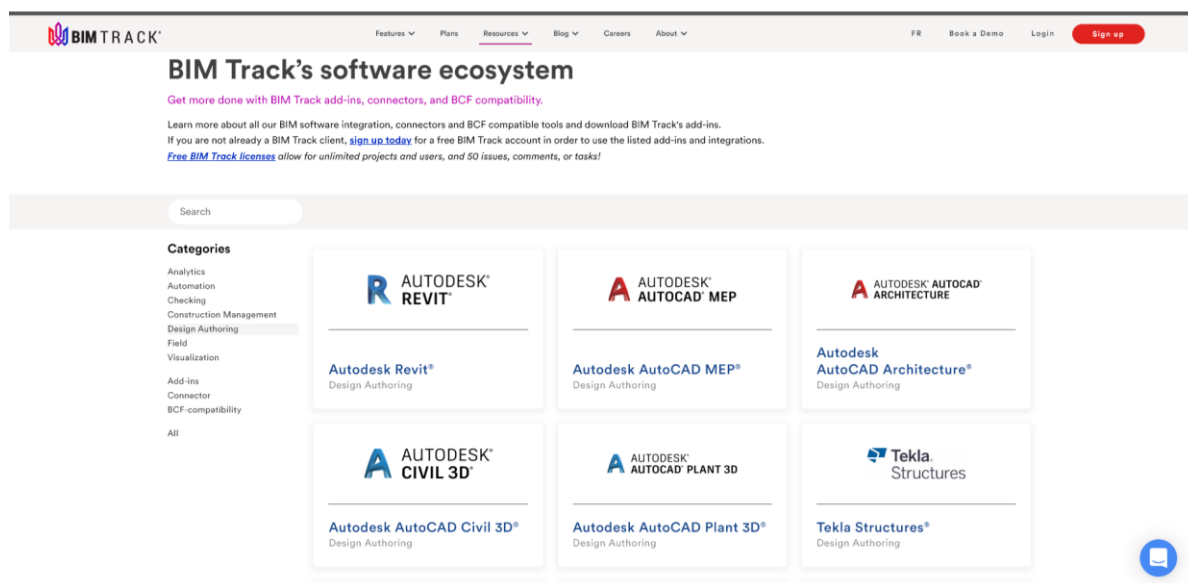 BIMTRACK®
Features
Plans
Resources
Blog
Careers
About
FR
Book a Demo
Login
Sign up
BIM Track's software ecosystem
Get more done with BIM Track add-ins, connectors, and BCF compatibility.
Learn more about all our BIM software integration, connectors and BCF compatible tools and download BIM Track's add-ins.
If you are not already a BIM Track client, sign up today for a free BIM Track account in order to use the listed add-ins and integrations.
Free BIM Track licenses allow for unlimited projects and users, and 50 issues, comments, or tasks!
Search
Categories
Analytics
Automation
Checking
Construction Management
Design Authoring
Field
Visualization
Add-ins
Connector
BCF-compatibility
All
AUTODESK®
REVIT®
Autodesk Revit®
Design Authoring
AUTODESK®
AUTOCAD® MEP
Autodesk AutoCAD MEP®
Design Authoring
AUTODESK® AUTOCAD®
ARCHITECTURE
Autodesk
AutoCAD Architecture®
Design Authoring
AUTODESK®
CIVIL 3D®
Autodesk AutoCAD Civil 3D®
Design Authoring
AUTODESK®
AUTOCAD® PLANT 3D
Autodesk AutoCAD Plant 3D®
Design Authoring
Tekla®
Structures
Tekla Structures®
Design Authoring